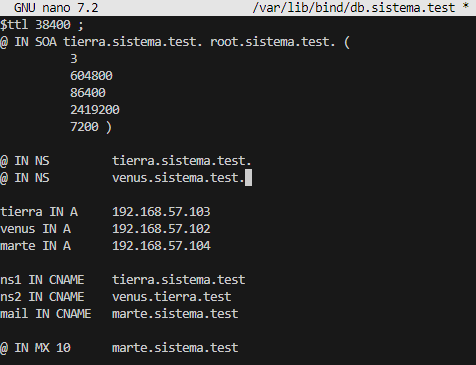 GNU nano 7.2 /var/lib/bind/db.sistema.test *
$ttl 38400 ;
@ IN SOA tierra.sistema.test. root.sistema.test. (
3
604800
86400
2419200
7200 )
@ IN NS tierra.sistema.test.
@ IN NS venus.sistema.test.
tierra IN A 192.168.57.103
venus IN A 192.168.57.102
marte IN A 192.168.57.104
ns1 IN CNAME tierra.sistema.test
ns2 IN CNAME venus.tierra.test
mail IN CNAME marte.sistema.test
@ IN MX 10 marte.sistema.test